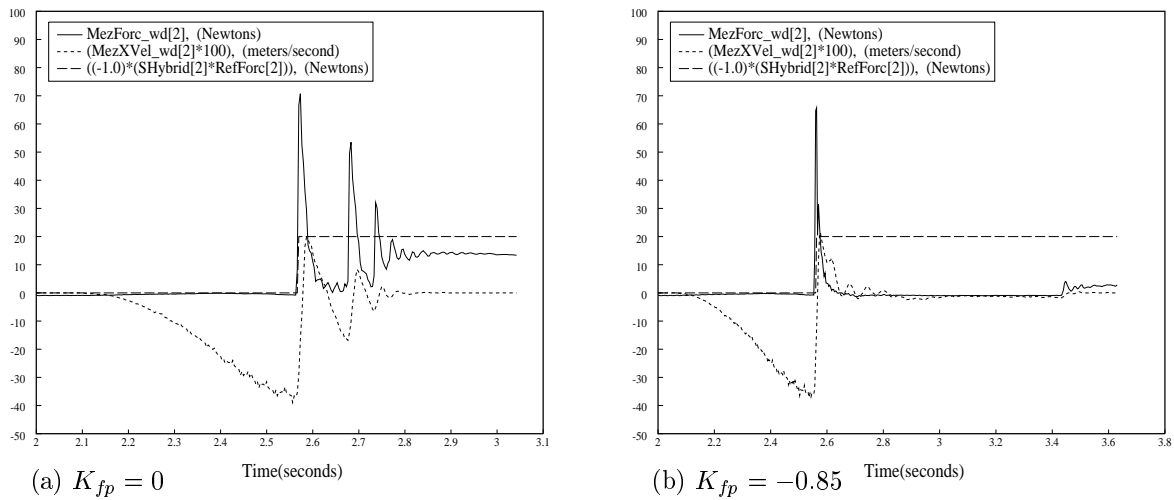 MezForc_wd[2], (Newtons)
(MezXVel_wd[2]*100), (meters/second)
((-1.0)*(SHybrid[2]*RefForc[2])), (Newtons)
100
90
80
70
60
50
40
30
20
10
0
-10
-20
-30
-40
-50
2 2.1 2.2 2.3 2.4 2.5 2.6 2.7 2.8 2.9 3 3.1
Time(seconds)
(a) K_{fp} = 0
MezForc_wd[2], (Newtons)
(MezXVel_wd[2]*100), (meters/second)
((-1.0)*(SHybrid[2]*RefForc[2])), (Newtons)
100
90
80
70
60
50
40
30
20
10
0
-10
-20
-30
-40
-50
2 2.2 2.4 2.6 2.8 3 3.2 3.4 3.6 3.8
Time(seconds)
(b) K_{fp} = −0.85